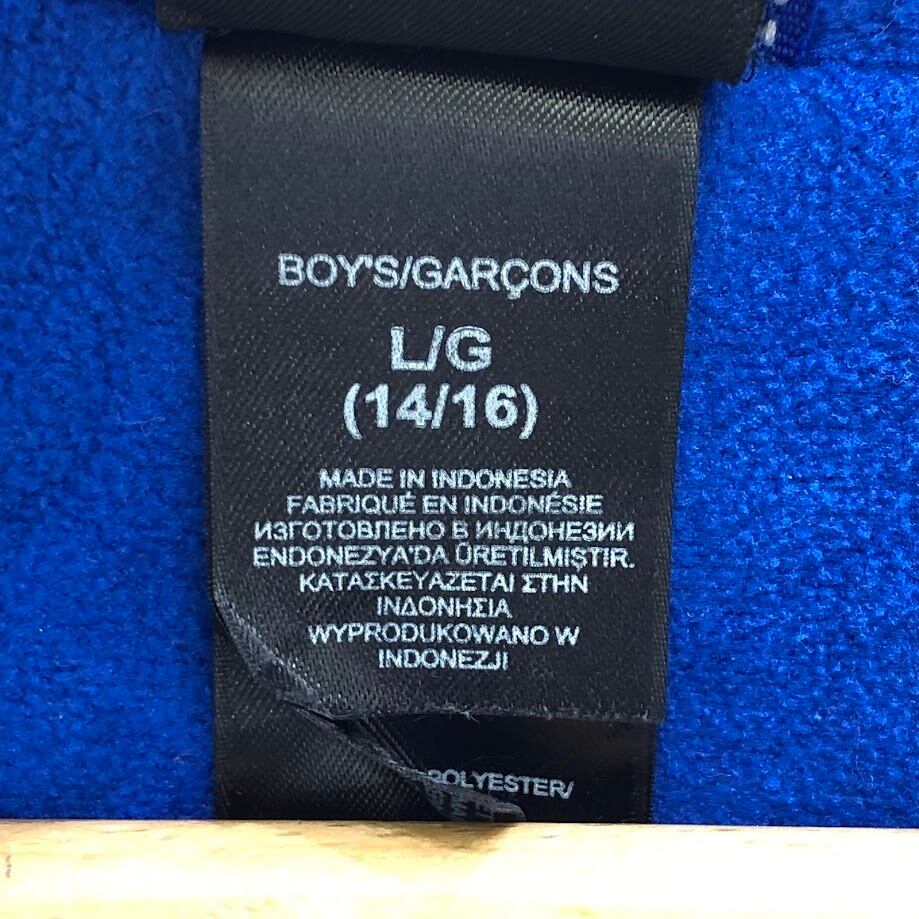 BOY'S/GARÇONS
L/G
(14/16)
MADE IN INDONESIA
FABRIQUÉ EN INDONÉSIE
ИЗГОТОВЛЕНО В ИНДОНЕЗИИ
ENDONEZYA'DA ÜRETILMIŞTIR.
ΚΑΤΑΣΚΕΥΑΖΕΤΑΙ ΣΤΗΝ
ΙΝΔΟΝΗΣΙΑ
WYPRODUKOWANO W
INDONEZJI
POLYESTER/